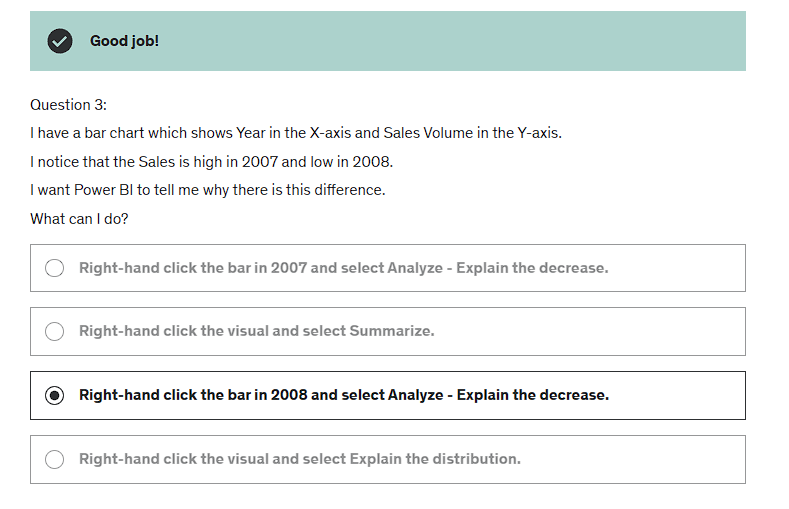 Good job!
Question 3:
I have a bar chart which shows Year in the X-axis and Sales Volume in the Y-axis.
I notice that the Sales is high in 2007 and low in 2008.
I want Power BI to tell me why there is this difference.
What can I do?
Right-hand click the bar in 2007 and select Analyze - Explain the decrease.
Right-hand click the visual and select Summarize.
Right-hand click the bar in 2008 and select Analyze - Explain the decrease.
Right-hand click the visual and select Explain the distribution.